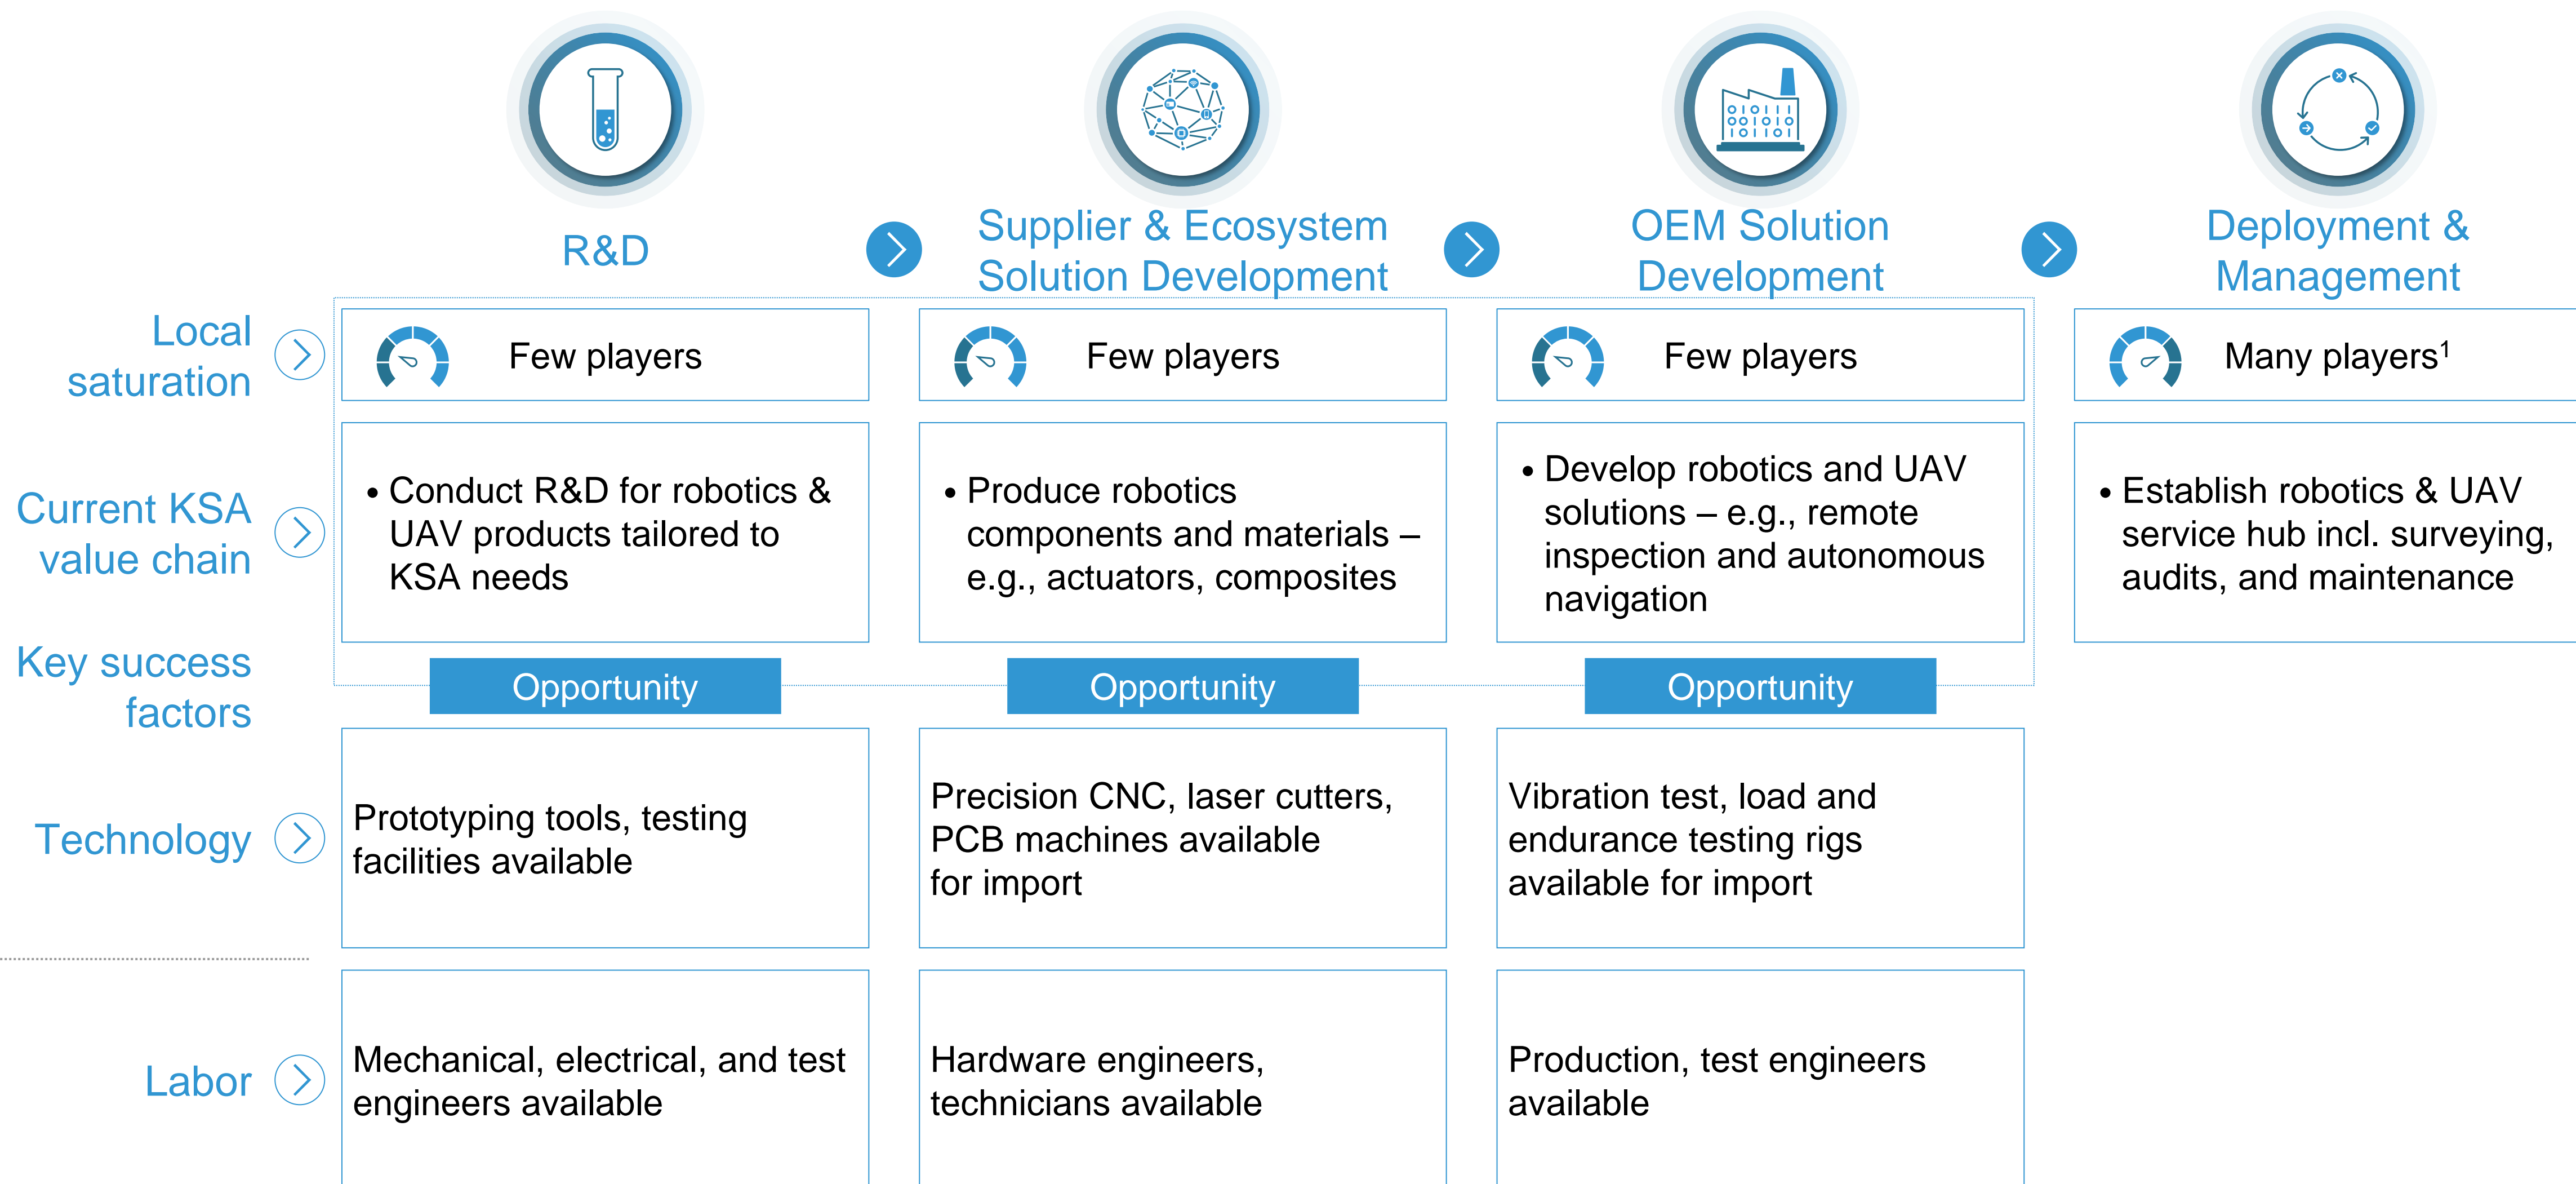 R&D
Supplier & Ecosystem
Solution Development
OEM Solution
Development
Deployment &
Management
Local
saturation
Few players
Few players
Few players
Many players¹
Current KSA
value chain
• Conduct R&D for robotics &
UAV products tailored to
KSA needs
• Produce robotics
components and materials –
e.g., actuators, composites
• Develop robotics and UAV
solutions – e.g., remote
inspection and autonomous
navigation
• Establish robotics & UAV
service hub incl. surveying,
audits, and maintenance
Key success
factors
Opportunity
Opportunity
Opportunity
Technology
Prototyping tools, testing
facilities available
Precision CNC, laser cutters,
PCB machines available
for import
Vibration test, load and
endurance testing rigs
available for import
Labor
Mechanical, electrical, and test
engineers available
Hardware engineers,
technicians available
Production, test engineers
available